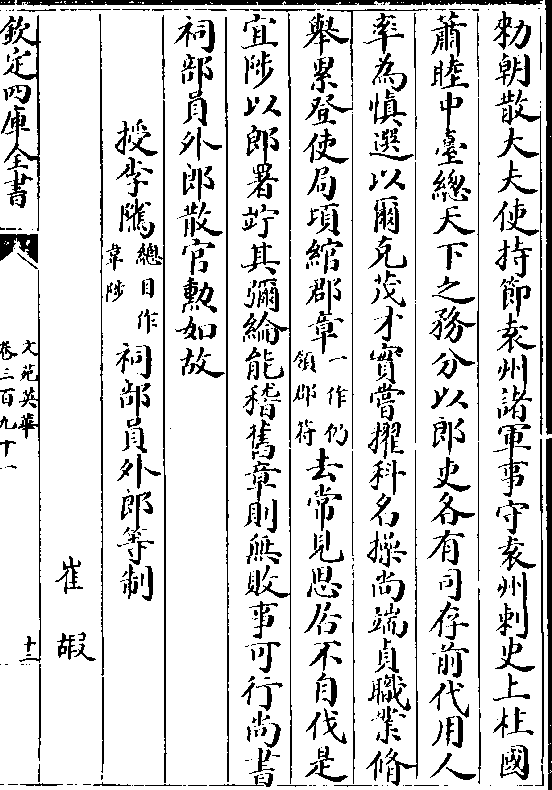 勅朝散大夫使持節袁州諸軍事守袁州刺史上柱國
蕭睦中臺總天下之務分以郎吏各有司存前代用人
率為慎選以爾克茂才實嘗擢科名操尚端貞職業脩
舉累登使局頃綰郡章一作仍領郡符去常見思居不自伐是
宜陟以郎署竚其彌綸能稽舊章則無敗事可行尚書
祠部員外郎散官勲如故
授李隲總目作韋陟祠部員外郎等制
崔嘏
欽定四庫全書
文苑英華
卷三百九十一
十一